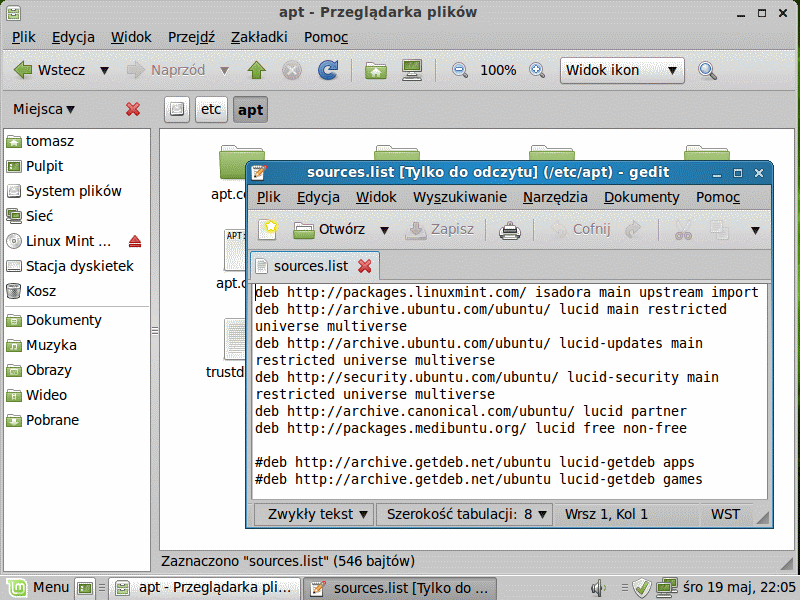 apt - Przeglądarka plików
Plik Edycja Widok Przejdź Zakładki Pomoc
Wstecz Naprzód 100% Widok ikon
Miejsca etc apt
tomasz
Pulpit
System plików
Sieć
Linux Mint ...
Stacja dyskietek
Kosz
Dokumenty
Muzyka
Obrazy
Wideo
Pobrane
apt.c
APT:
apt.c
trustd
sources.list [Tylko do odczytu] (/etc/apt) - gedit
Plik Edycja Widok Wyszukiwanie Narzędzia Dokumenty Pomoc
Otwórz Zapisz Cofnij
sources.list
deb http://packages.linuxmint.com/ isadora main upstream import
deb http://archive.ubuntu.com/ubuntu/ lucid main restricted
universe multiverse
deb http://archive.ubuntu.com/ubuntu/ lucid-updates main
restricted universe multiverse
deb http://security.ubuntu.com/ubuntu/ lucid-security main
restricted universe multiverse
deb http://archive.canonical.com/ubuntu/ lucid partner
deb http://packages.medibuntu.org/ lucid free non-free
#deb http://archive.getdeb.net/ubuntu lucid-getdeb apps
#deb http://archive.getdeb.net/ubuntu lucid-getdeb games
Zwykły tekst Szerokość tabulacji: 8 Wrsz 1, Kol 1 WST
Zaznaczono "sources.list" (546 bajtów)
Menu apt - Przeglądarka pli... sources.list [Tylko do ... śro 19 maj, 22:05